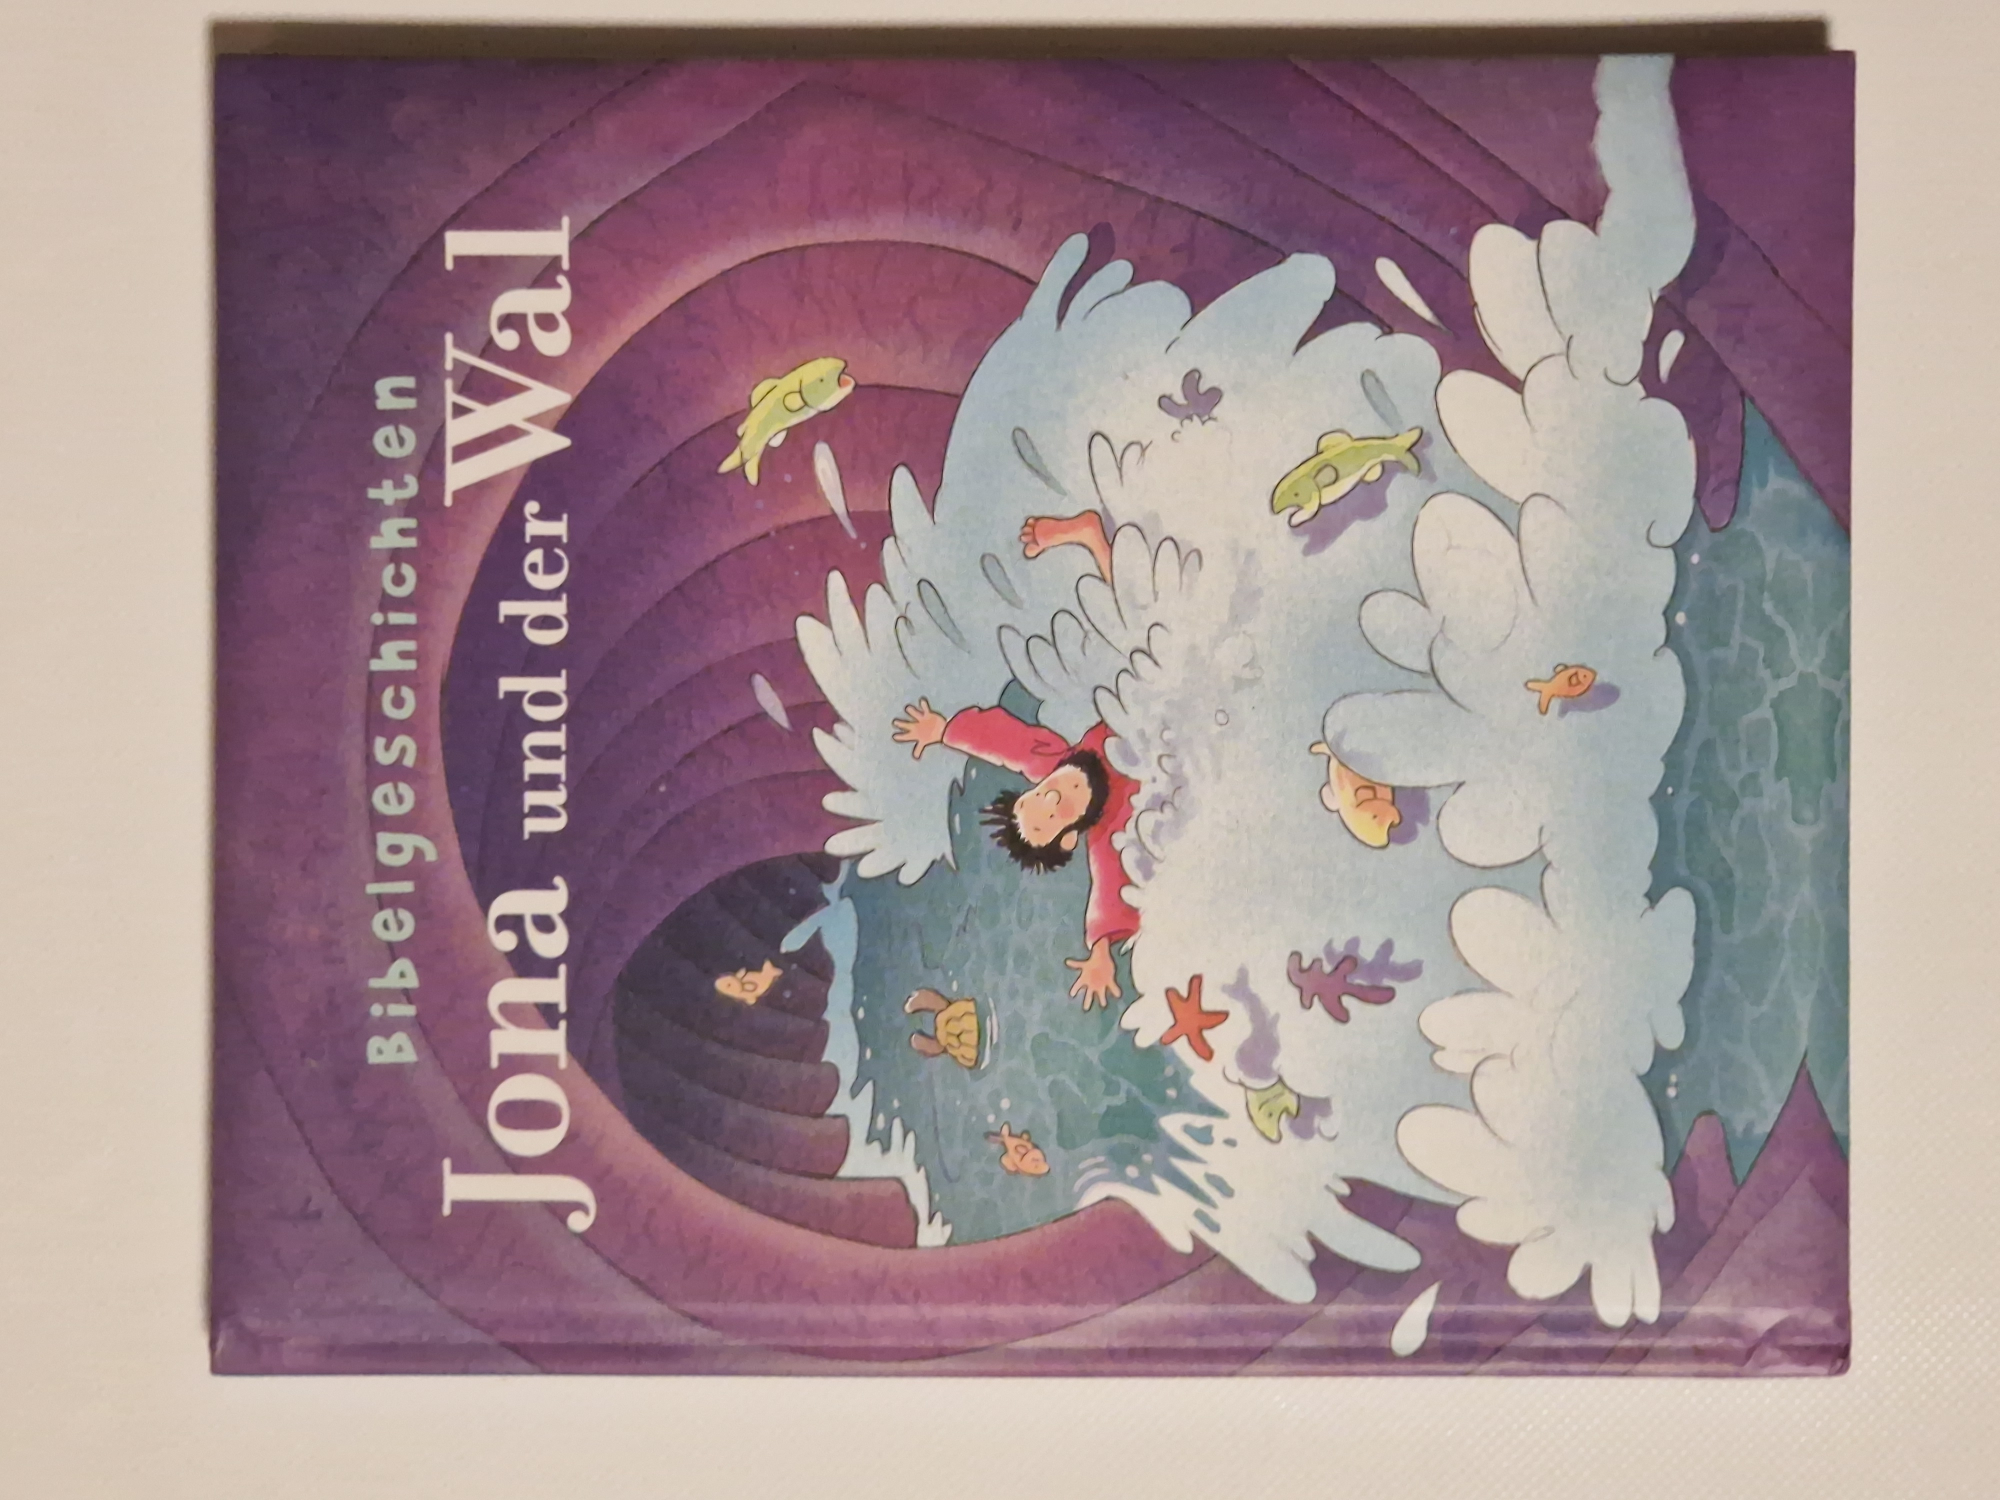 Bibelgeschichten
Jona und der Wal